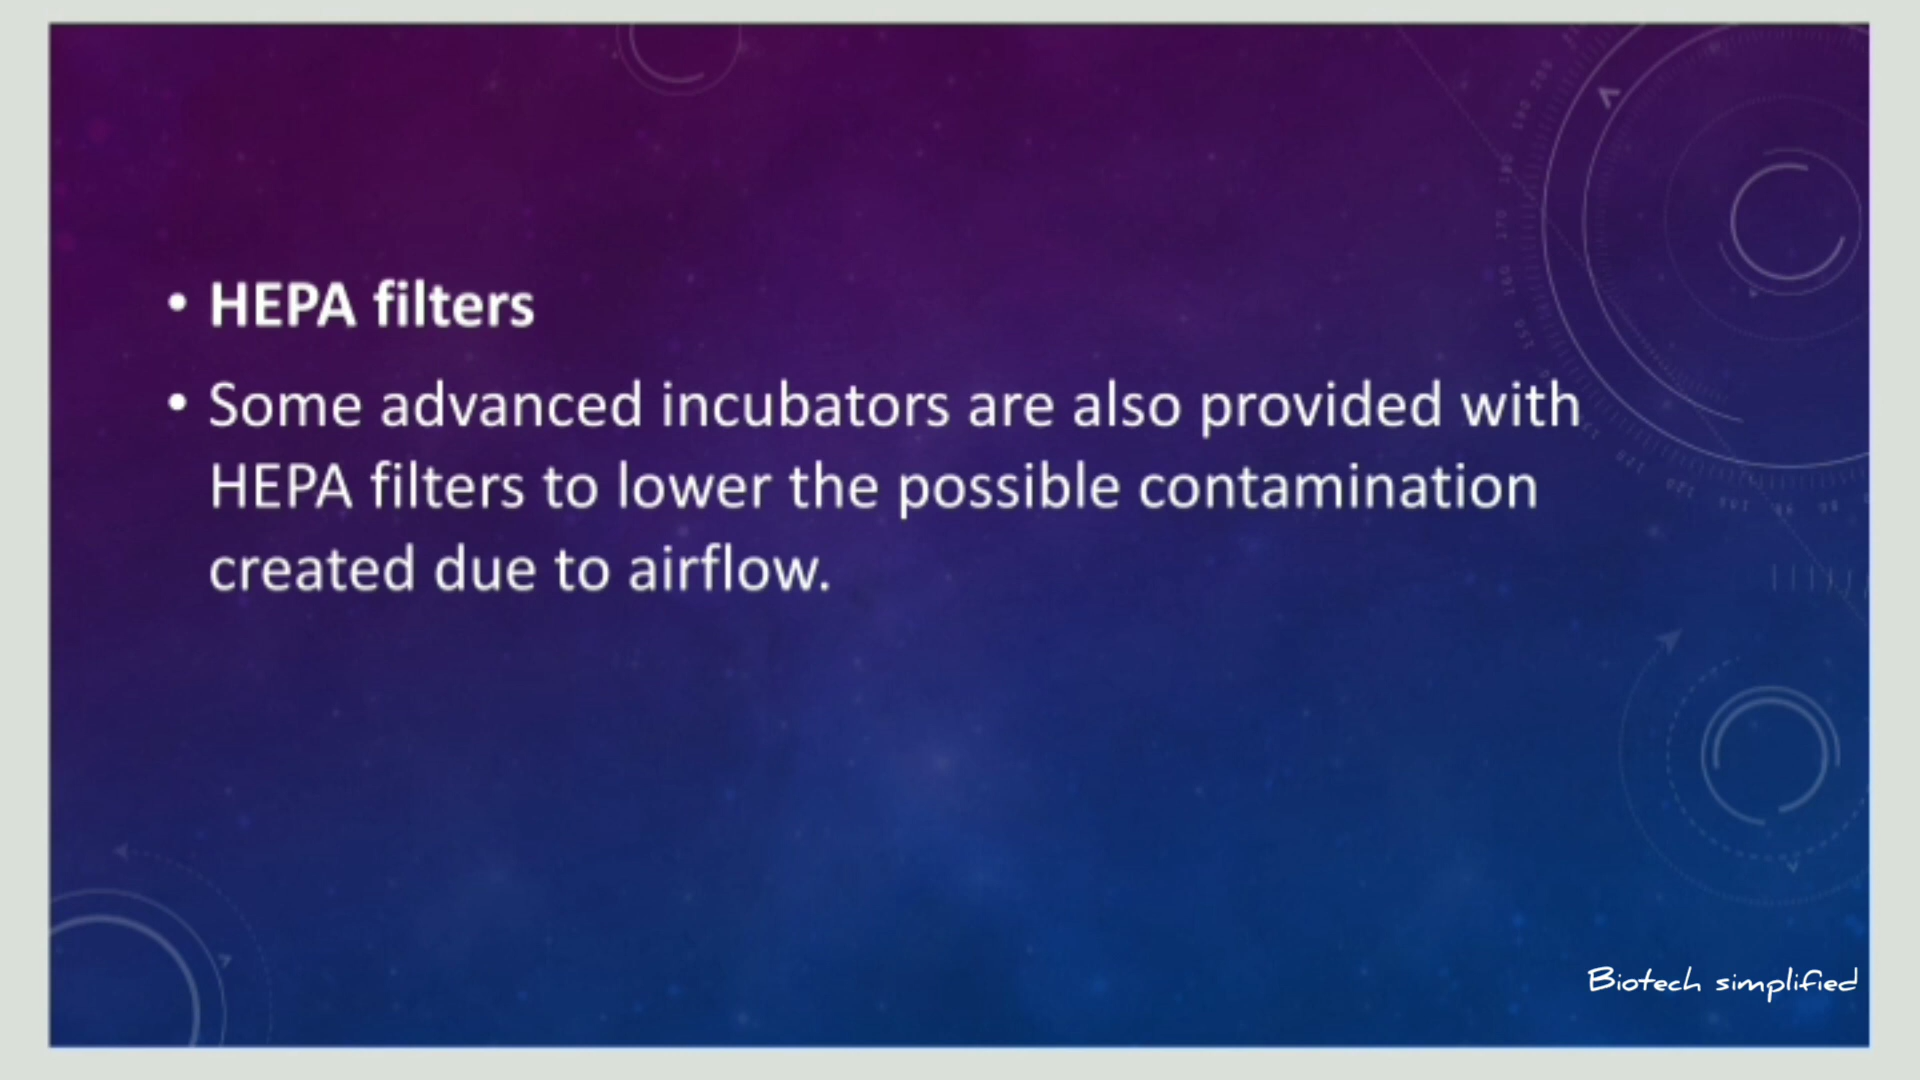 • HEPA filters
• Some advanced incubators are also provided with
HEPA filters to lower the possible contamination
created due to airflow.
Biotech simplified